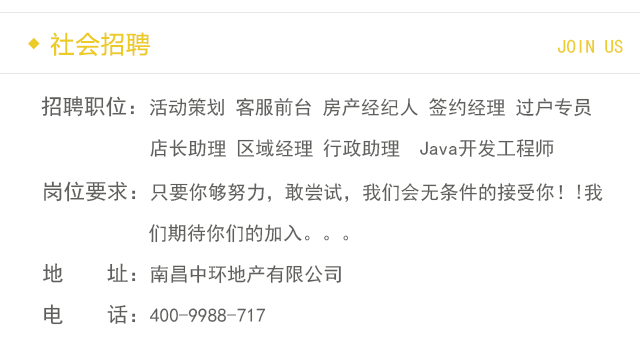 ◆ 社会招聘 JOIN US
招聘职位：活动策划 客服前台 房产经纪人 签约经理 过户专员
店长助理 区域经理 行政助理 Java开发工程师
岗位要求：只要你够努力，敢尝试，我们会无条件的接受你！!我
们期待你们的加入。。。
地 址：南昌中环地产有限公司
电 话：400-9988-717